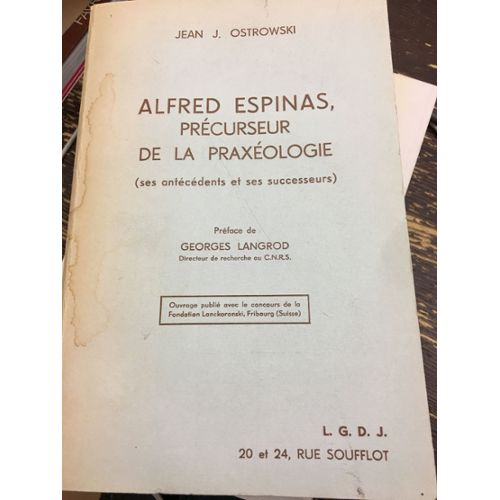 JEAN J. OSTROWSKI
ALFRED ESPINAS,
PRÉCURSEUR
DE LA PRAXÉOLOGIE
(ses antécédents et ses successeurs)
Préface de
GEORGES LANGROD
Directeur de recherche au C.N.R.S.
Ouvrage publié avec le concours de la
Fondation Lanckoronski, Fribourg (Suisse)
L. G. D. J.
20 et 24, RUE SOUFFLOT